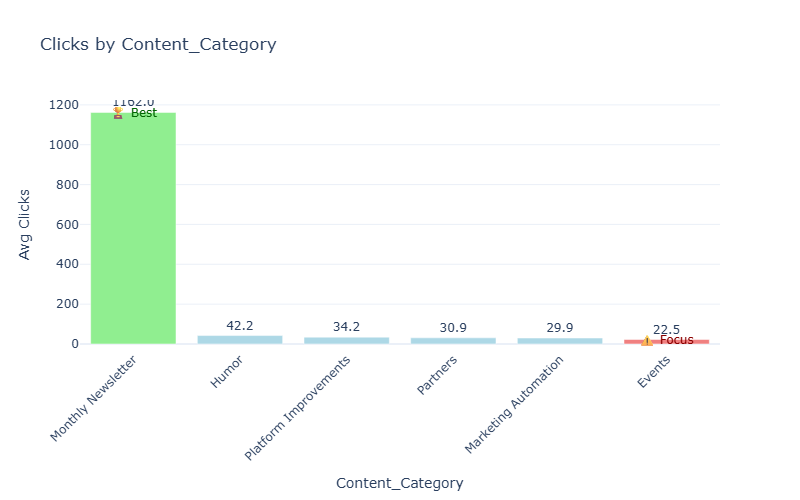 Clicks by Content_Category
1162.0
🏆 Best
1200
1000
800
600
400
200
0
Avg Clicks
42.2
34.2
30.9
29.9
22.5
⚠️ Focus
Monthly Newsletter
Humor
Platform Improvements
Partners
Marketing Automation
Events
Content_Category